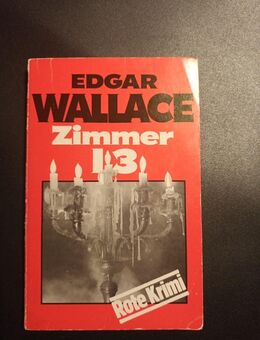 EDGAR
WALLACE
Zimmer
13
Rote Krimi